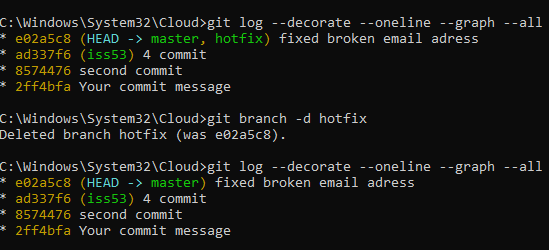 C:\Windows\System32\Cloud>git log --decorate --oneline --graph --all
* e02a5c8 (HEAD -> master, hotfix) fixed broken email adress
* ad337f6 (iss53) 4 commit
* 8574476 second commit
* 2ff4bfa Your commit message
C:\Windows\System32\Cloud>git branch -d hotfix
Deleted branch hotfix (was e02a5c8).
C:\Windows\System32\Cloud>git log --decorate --oneline --graph --all
* e02a5c8 (HEAD -> master) fixed broken email adress
* ad337f6 (iss53) 4 commit
* 8574476 second commit
* 2ff4bfa Your commit message